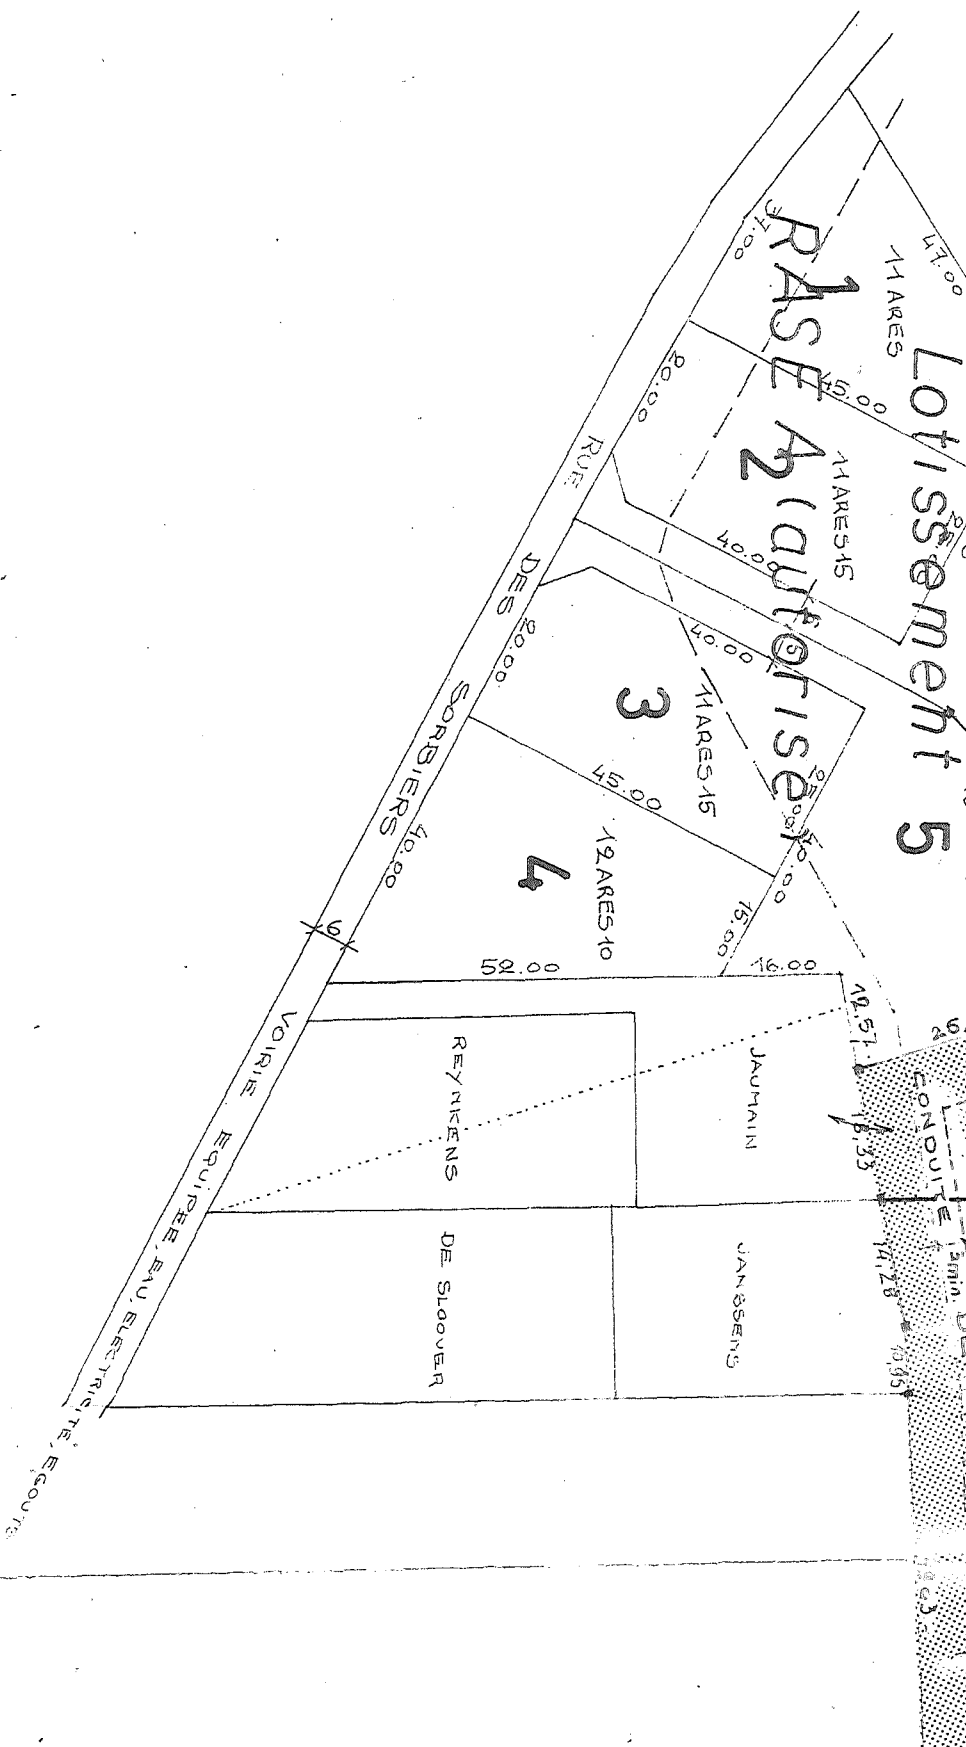 Lotissement 5
RASE A (autorisé)
1
11 ARES
47.00
37.00
45.00
2
11 ARES 15
20.00
40.00
5
3
11 ARES 15
20.00
40.00
45.00
4
12 ARES 10
40.00
15.00
52.00
16.00
12,57
14,28
6
RUE DES SORBIERS
VOIRIE EQUIPEE, EAU, ELECTRICITE, EGOUTS
REYNKENS
JAUMAIN
DE SLOOVER
JANSSENS
CONDUITE